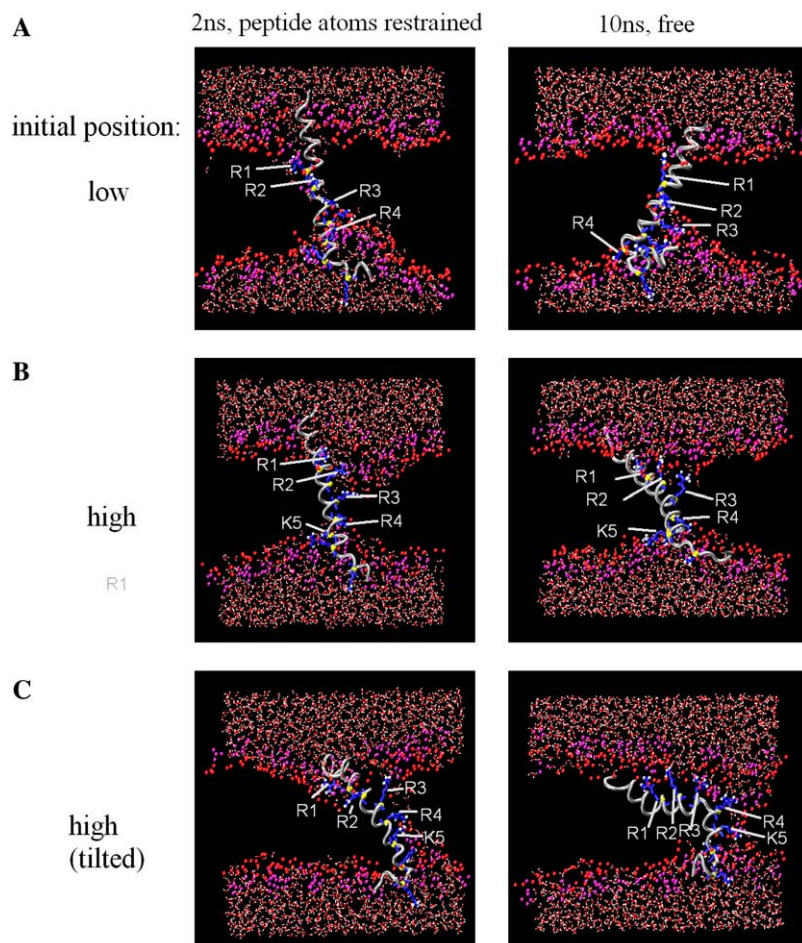 2ns, peptide atoms restrained
10ns, free
A
initial position:
low
R1
R2
R3
R4
R1
R2
R3
R4
B
high
R1
R1
R2
R3
R4
K5
R1
R2
R3
R4
K5
C
high
(tilted)
R1
R2
R3
R4
K5
R1
R2
R3
R4
K5